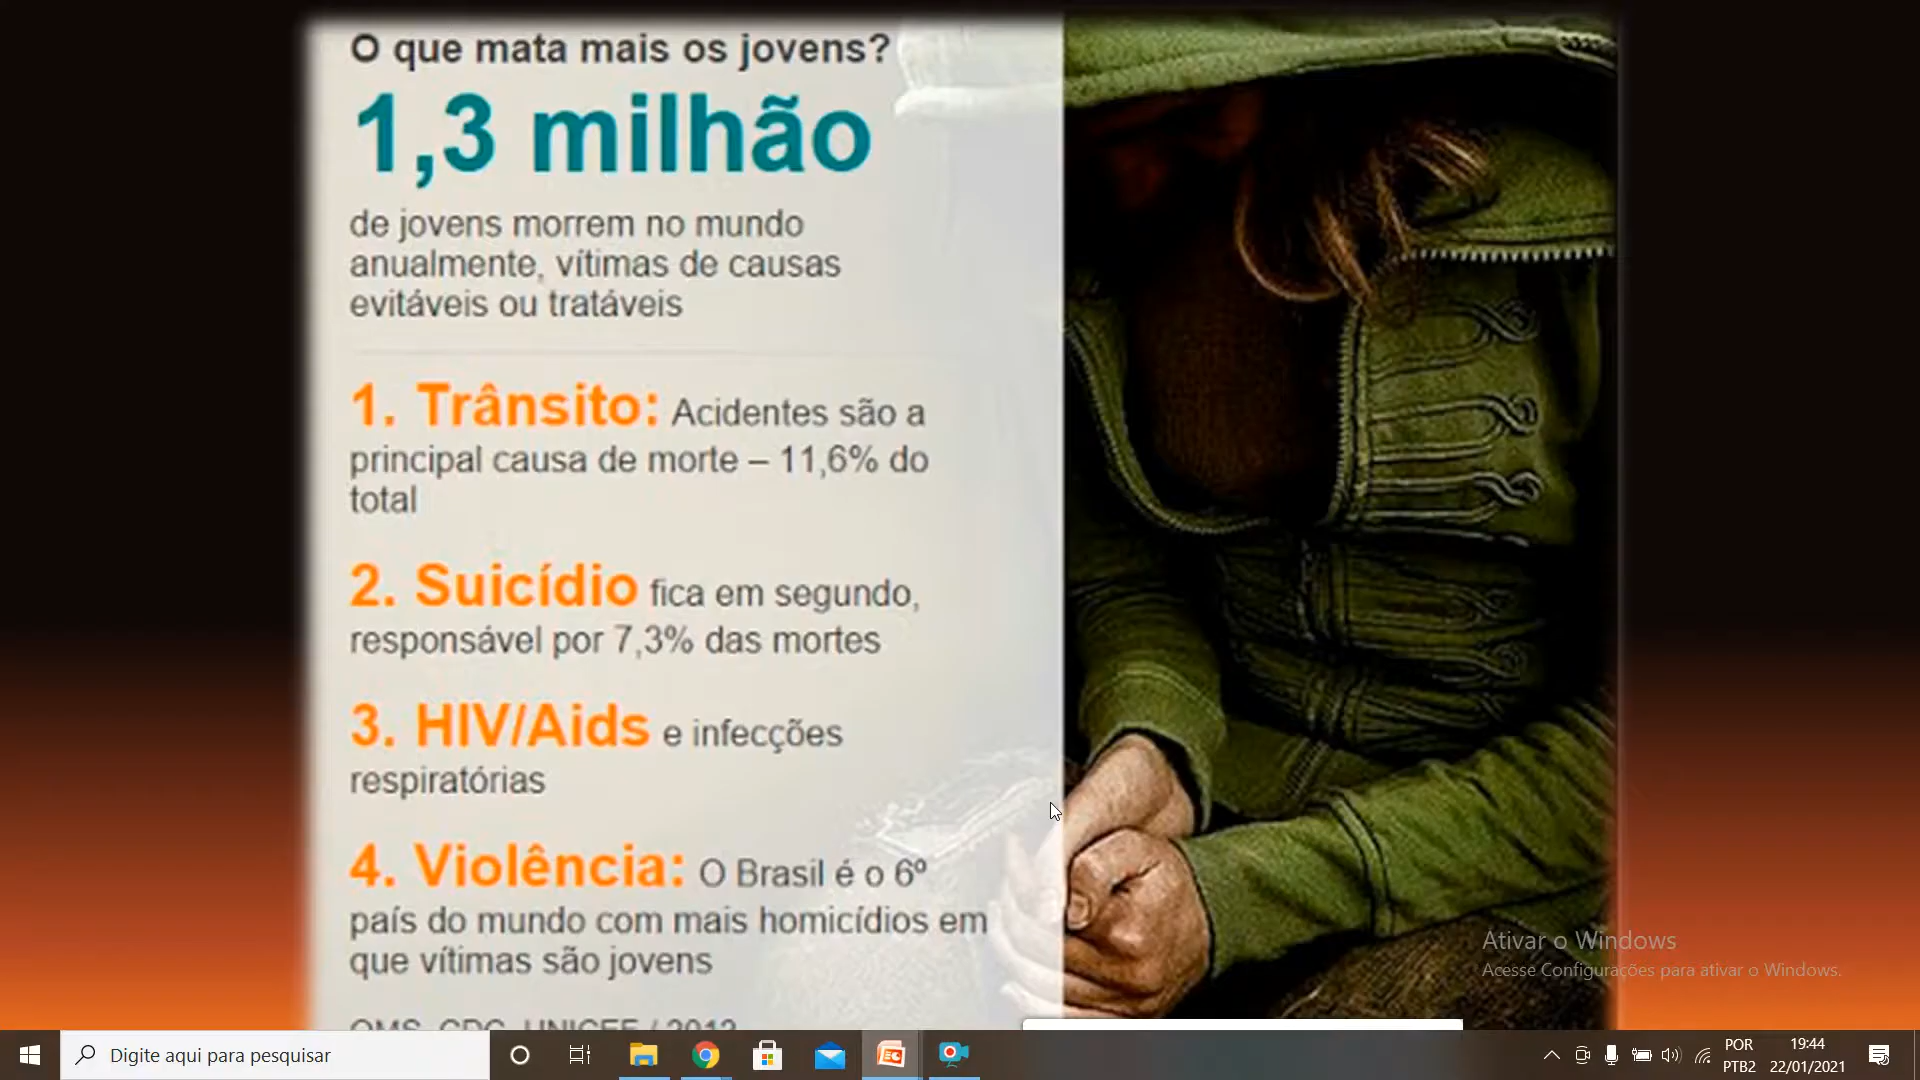 O que mata mais os jovens?
1,3 milhão
de jovens morrem no mundo
anualmente, vítimas de causas
evitáveis ou tratáveis
1. Trânsito: Acidentes são a
principal causa de morte – 11,6% do
total
2. Suicídio fica em segundo,
responsável por 7,3% das mortes
3. HIV/Aids e infecções
respiratórias
4. Violência: O Brasil é o 6º
país do mundo com mais homicídios em
que vítimas são jovens
OMS, CDC, UNICEF / 2012
Ativar o Windows
Acesse Configurações para ativar o Windows.
Digite aqui para pesquisar
POR
PTB2
19:44
22/01/2021